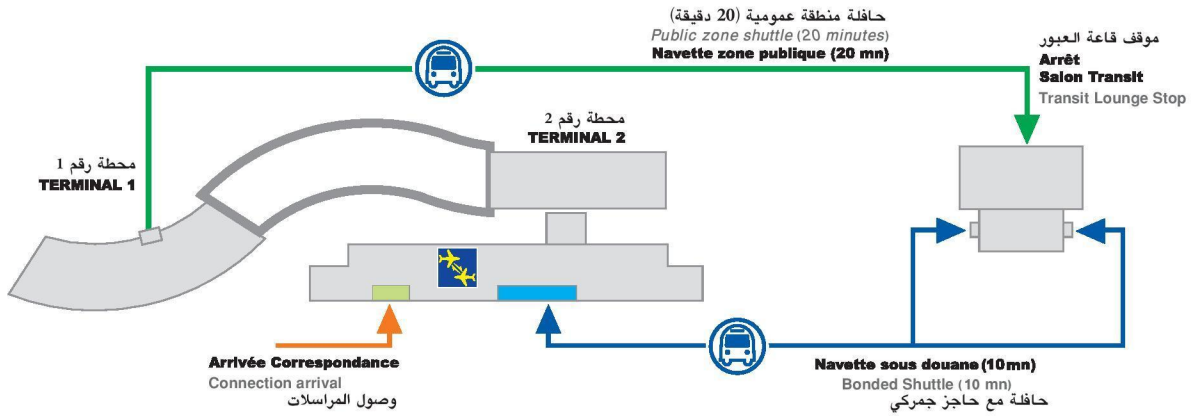 حافلة منطقة عمومية (20 دقيقة)
Public zone shuttle (20 minutes)
Navette zone publique (20 mn)
موقف قاعة العبور
Arrêt
Salon Transit
Transit Lounge Stop
محطة رقم 2
TERMINAL 2
محطة رقم 1
TERMINAL 1
Arrivée Correspondance
Connection arrival
وصول المراسلات
Navette sous douane (10mn)
Bonded Shuttle (10 mn)
حافلة مع حاجز جمركي